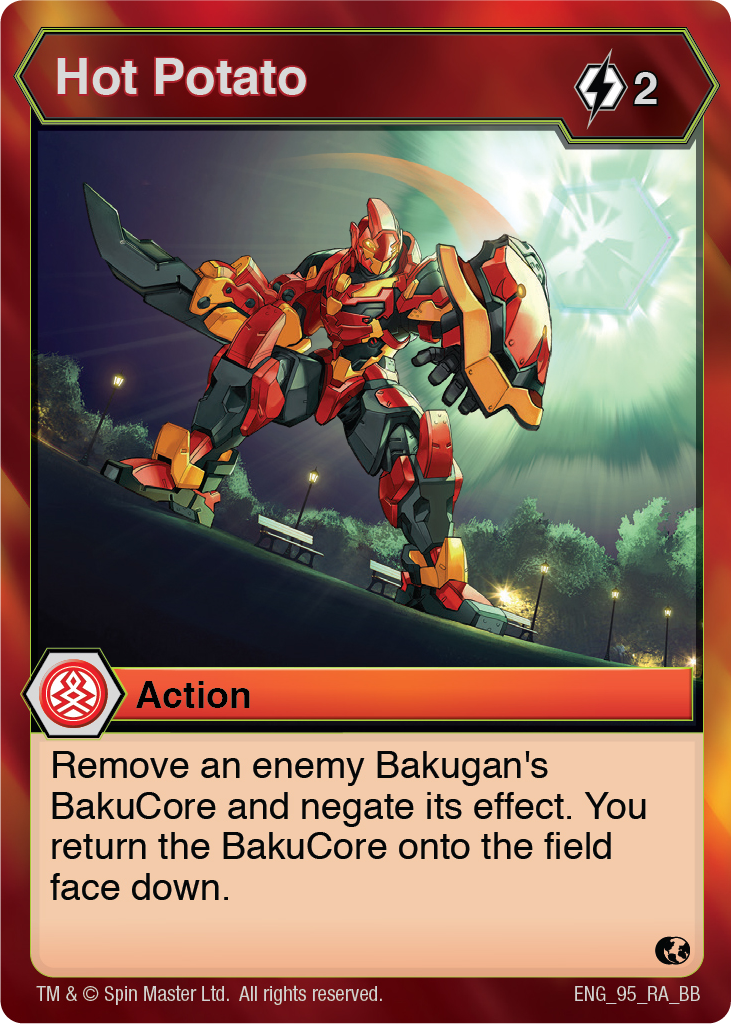 Hot Potato
2
Action
Remove an enemy Bakugan's
BakuCore and negate its effect. You
return the BakuCore onto the field
face down.
TM & © Spin Master Ltd. All rights reserved.
ENG_95_RA_BB